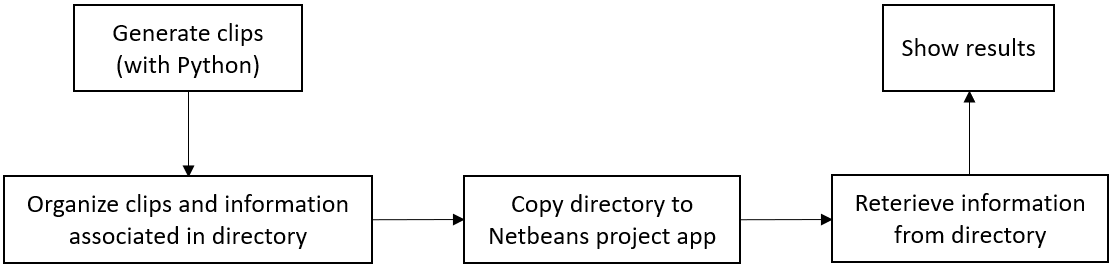 Generate clips
(with Python)
Organize clips and information
associated in directory
Copy directory to
Netbeans project app
Reterieve information
from directory
Show results